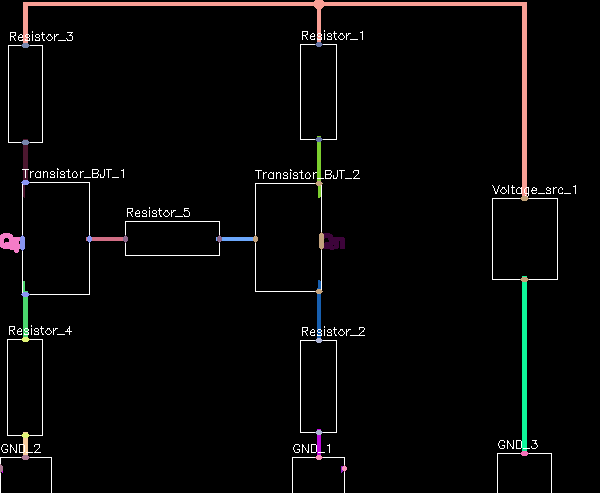 Resistor_3
Resistor_1
Transistor_BJT_1
Transistor_BJT_2
Voltage_src_1
Resistor_5
Resistor_4
Resistor_2
GND_2
GND_1
GND_3